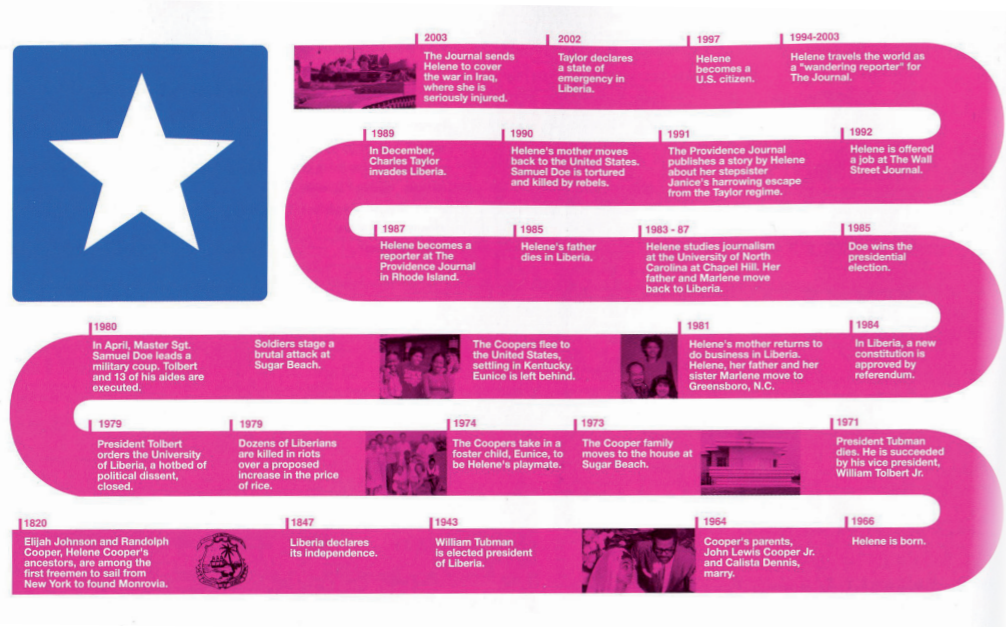 2003
The Journal sends
Helene to cover
the war in Iraq,
where she is
seriously injured.
2002
Taylor declares
a state of
emergency in
Liberia.
1997
Helene
becomes a
U.S. citizen.
1994-2003
Helene travels the world as
a "wandering reporter" for
The Journal.
1989
In December,
Charles Taylor
invades Liberia.
1990
Helene's mother moves
back to the United States.
Samuel Doe is tortured
and killed by rebels.
1991
The Providence Journal
publishes a story by Helene
about her stepsister
Janice's harrowing escape
from the Taylor regime.
1992
Helene is offered
a job at The Wall
Street Journal.
1987
Helene becomes a
reporter at The
Providence Journal
in Rhode Island.
1985
Helene's father
dies in Liberia.
1983 - 87
Helene studies journalism
at the University of North
Carolina at Chapel Hill. Her
father and Marlene move
back to Liberia.
1985
Doe wins the
presidential
election.
1980
In April, Master Sgt.
Samuel Doe leads a
military coup. Tolbert
and 13 of his aides are
executed.
Soldiers stage a
brutal attack at
Sugar Beach.
The Coopers flee to
the United States,
settling in Kentucky.
Eunice is left behind.
1981
Helene's mother returns to
do business in Liberia.
Helene, her father and her
sister Marlene move to
Greensboro, N.C.
1984
In Liberia, a new
constitution is
approved by
referendum.
1979
President Tolbert
orders the University
of Liberia, a hotbed of
political dissent,
closed.
1979
Dozens of Liberians
are killed in riots
over a proposed
increase in the price
of rice.
1974
The Coopers take in a
foster child, Eunice, to
be Helene's playmate.
1973
The Cooper family
moves to the house at
Sugar Beach.
1971
President Tubman
dies. He is succeeded
by his vice president,
William Tolbert Jr.
1820
Elijah Johnson and Randolph
Cooper, Helene Cooper's
ancestors, are among the
first freemen to sail from
New York to found Monrovia.
1847
Liberia declares
its independence.
1943
William Tubman
is elected president
of Liberia.
1964
Cooper's parents,
John Lewis Cooper Jr.
and Calista Dennis,
marry.
1966
Helene is born.